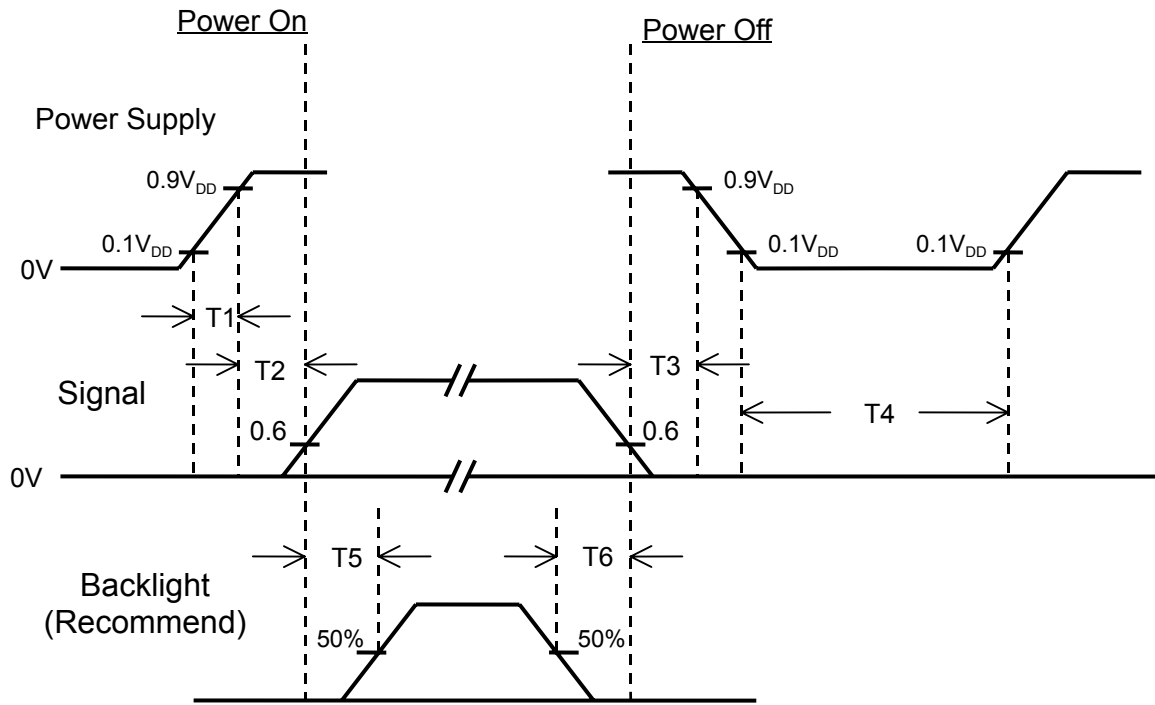 Power On
Power Off
Power Supply
0.9VDD
0.9VDD
0.1VDD
0.1VDD
0.1VDD
0V
T1
T2
T3
Signal
T4
0.6
0.6
0V
T5
T6
Backlight
(Recommend)
50%
50%